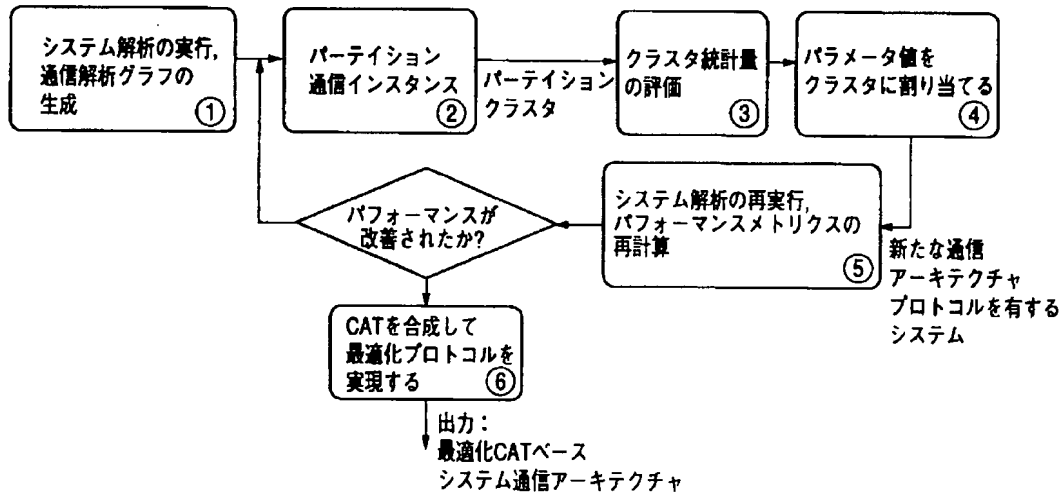 システム解析の実行,
通信解析グラフの
生成
①
パーテイション
通信インスタンス
②
パーテイション
クラスタ
クラスタ統計量
の評価
③
パラメータ値を
クラスタに割り当てる
④
新たな通信
アーキテクチャ
プロトコルを有する
システム
システム解析の再実行,
パフォーマンスメトリクスの
再計算
⑤
パフォーマンスが
改善されたか?
CATを合成して
最適化プロトコルを
実現する
⑥
出力:
最適化CATベース
システム通信アーキテクチャ